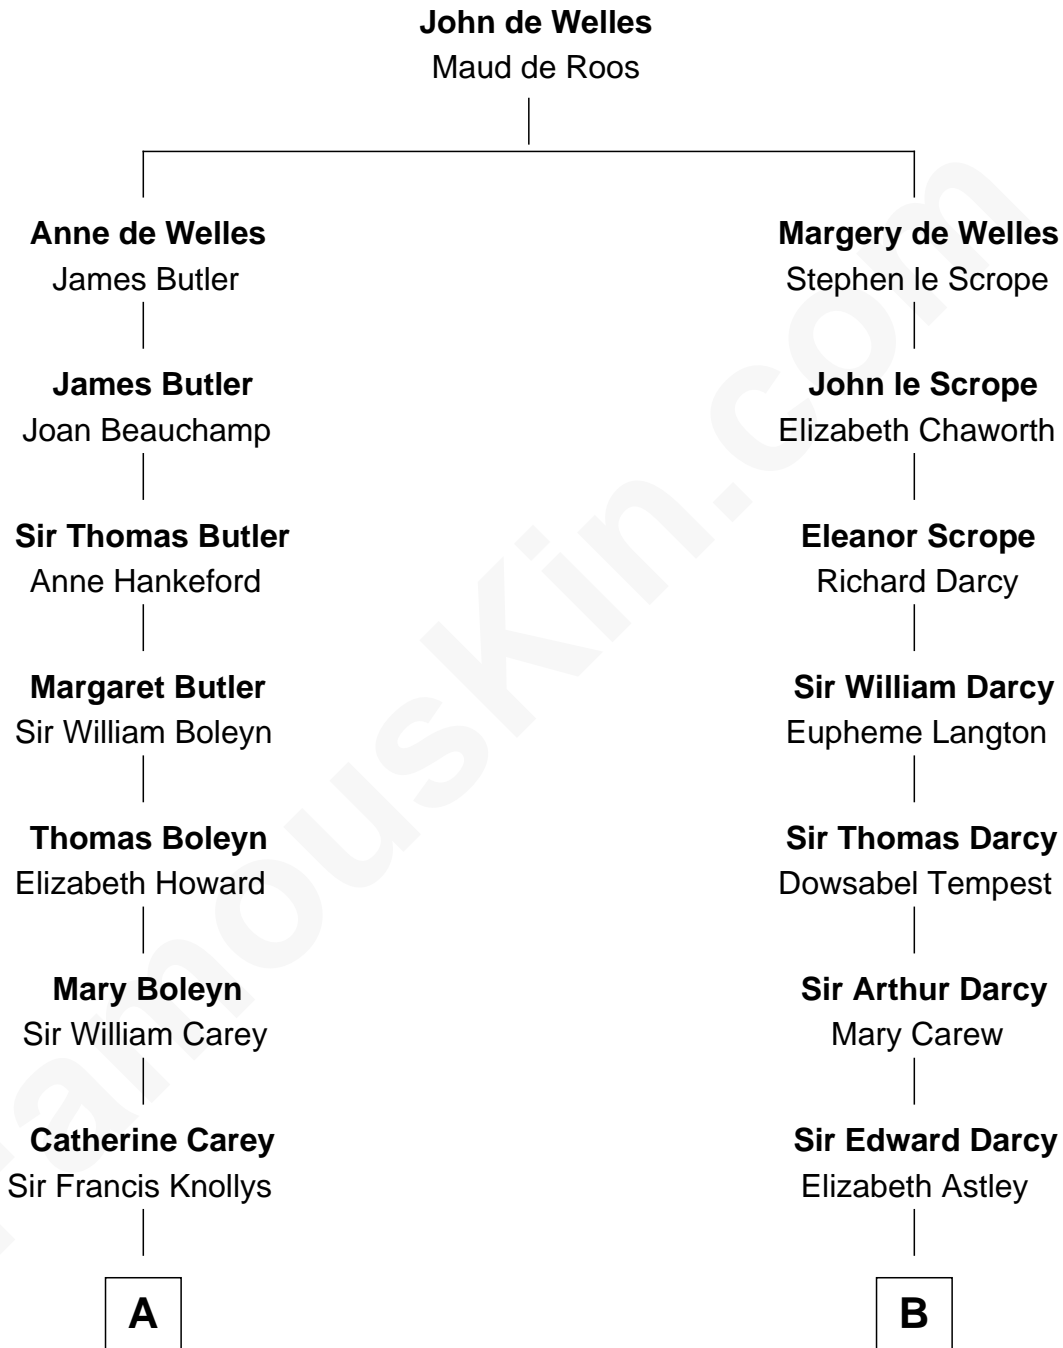 John de Welles
Maud de Roos
Anne de Welles
James Butler
Margery de Welles
Stephen le Scrope
James Butler
Joan Beauchamp
John le Scrope
Elizabeth Chaworth
Sir Thomas Butler
Anne Hankeford
Eleanor Scrope
Richard Darcy
Margaret Butler
Sir William Boleyn
Sir William Darcy
Eupheme Langton
Thomas Boleyn
Elizabeth Howard
Sir Thomas Darcy
Dowsabel Tempest
Mary Boleyn
Sir William Carey
Sir Arthur Darcy
Mary Carew
Catherine Carey
Sir Francis Knollys
Sir Edward Darcy
Elizabeth Astley
A
B
FamousKin.com